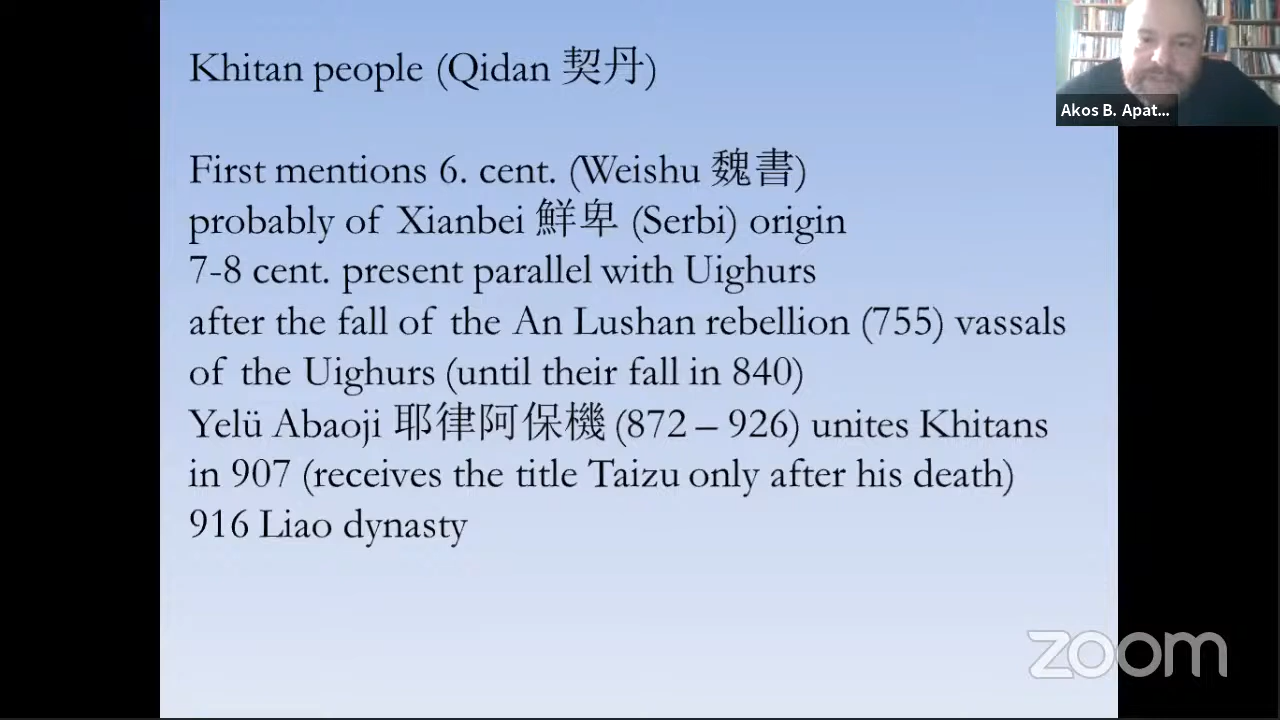 Khitan people (Qidan 契丹)
Akos B. Apat...
First mentions 6. cent. (Weishu 魏書)
probably of Xianbei 鮮卑 (Serbi) origin
7-8 cent. present parallel with Uighurs
after the fall of the An Lushan rebellion (755) vassals
of the Uighurs (until their fall in 840)
Yelü Abaoji 耶律阿保機 (872 – 926) unites Khitans
in 907 (receives the title Taizu only after his death)
916 Liao dynasty
zoom